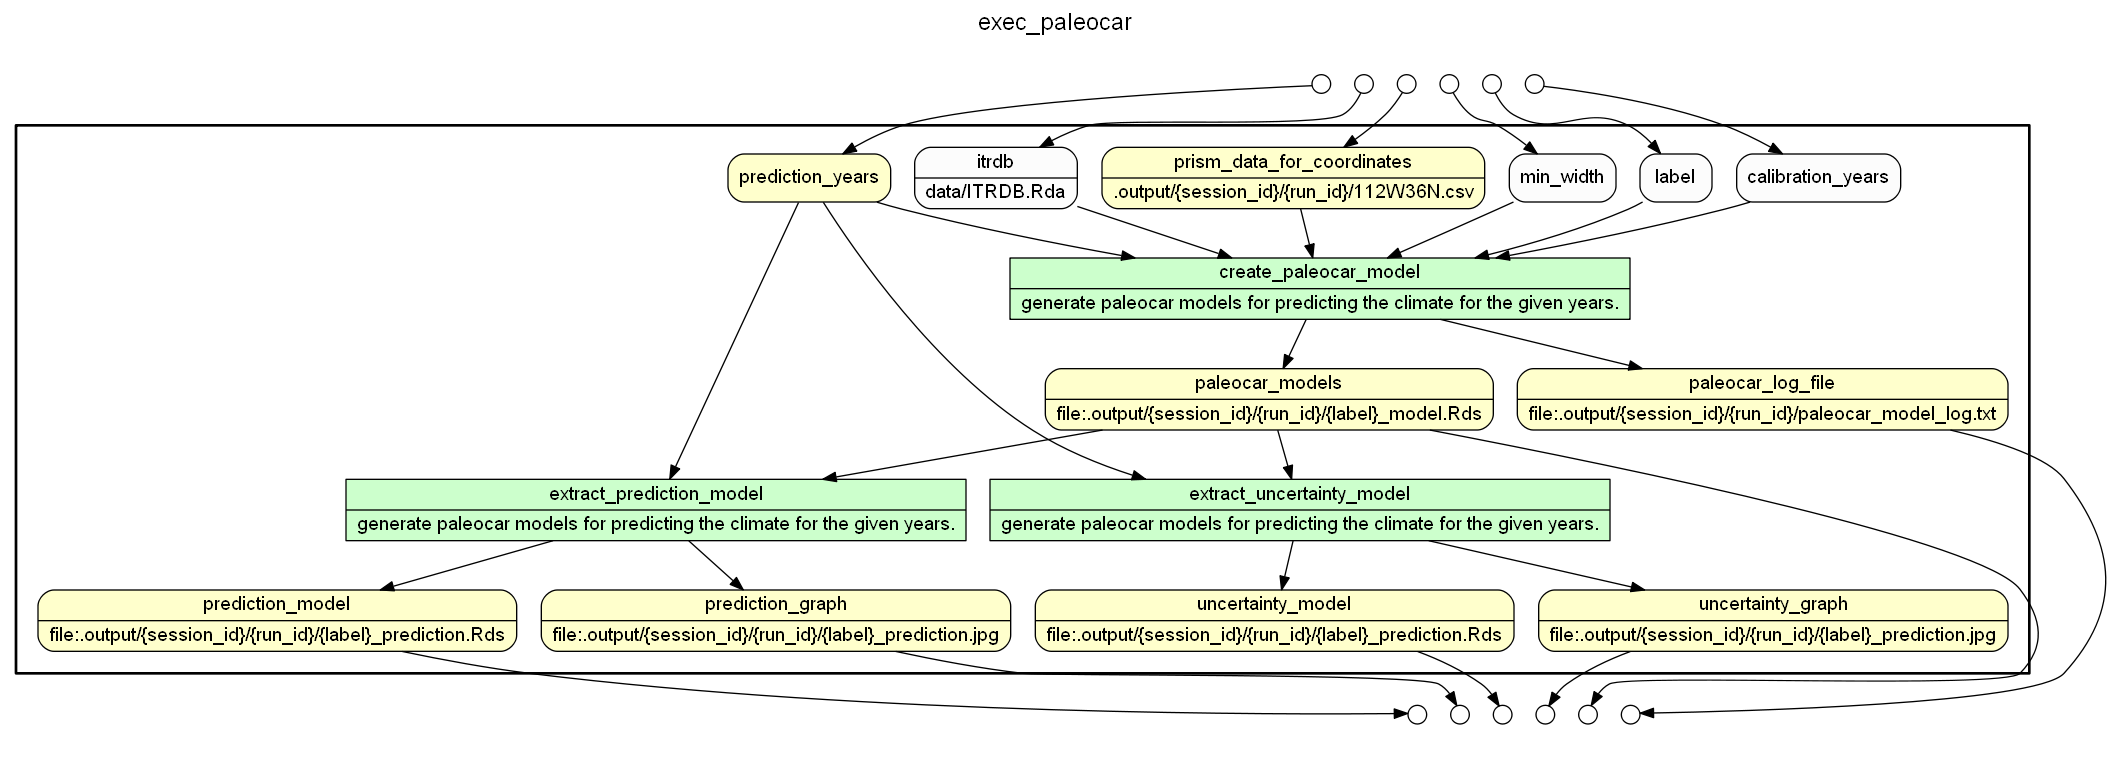 exec_paleocar
prediction_years
itrdb
data/ITRDB.Rda
prism_data_for_coordinates
.output/{session_id}/{run_id}/112W36N.csv
min_width
label
calibration_years
create_paleocar_model
generate paleocar models for predicting the climate for the given years.
paleocar_models
file:.output/{session_id}/{run_id}/{label}_model.Rds
paleocar_log_file
file:.output/{session_id}/{run_id}/paleocar_model_log.txt
extract_prediction_model
generate paleocar models for predicting the climate for the given years.
extract_uncertainty_model
generate paleocar models for predicting the climate for the given years.
prediction_model
file:.output/{session_id}/{run_id}/{label}_prediction.Rds
prediction_graph
file:.output/{session_id}/{run_id}/{label}_prediction.jpg
uncertainty_model
file:.output/{session_id}/{run_id}/{label}_prediction.Rds
uncertainty_graph
file:.output/{session_id}/{run_id}/{label}_prediction.jpg